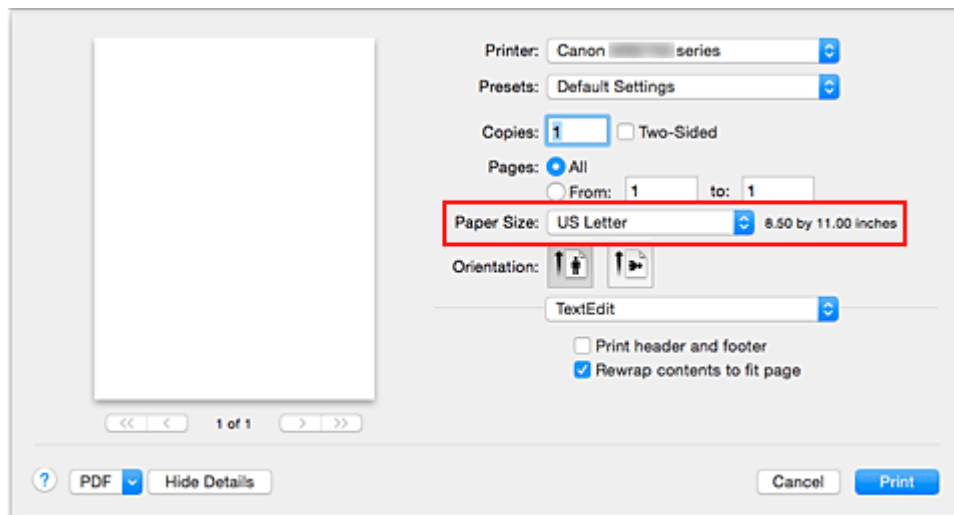 Printer: Canon series
Presets: Default Settings
Copies: 1 Two-Sided
Pages: All
From: 1 to: 1
Paper Size: US Letter 8.50 by 11.00 inches
Orientation:
TextEdit
Print header and footer
Rewrap contents to fit page
<< < 1 of 1 > >>
? PDF Hide Details Cancel Print